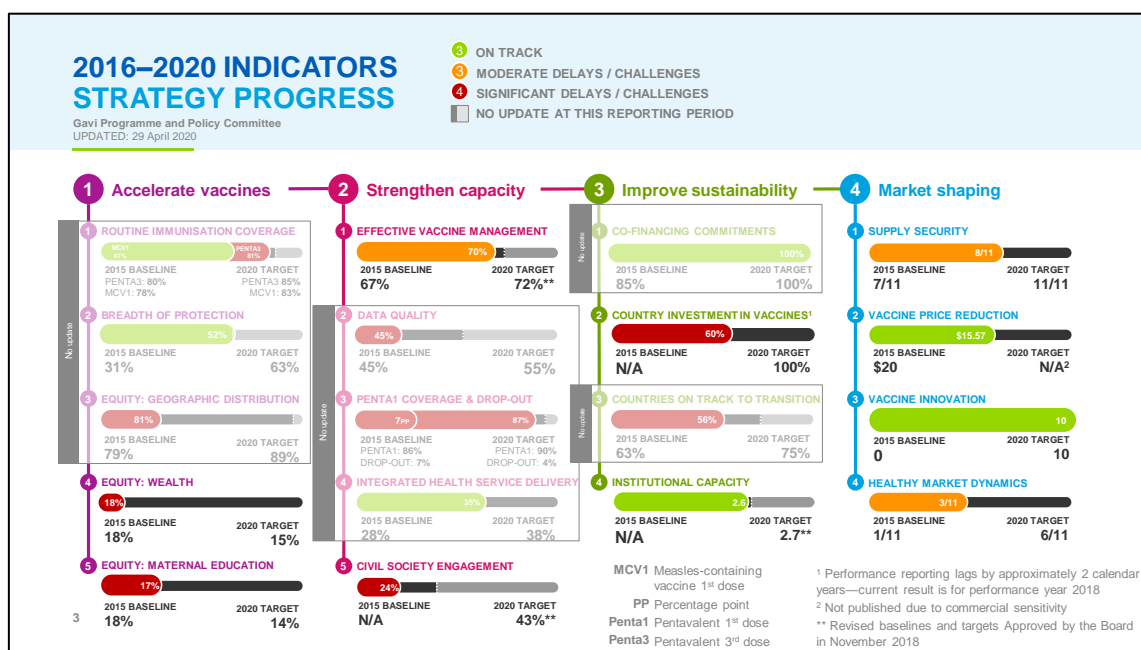 2016–2020 INDICATORS
STRATEGY PROGRESS
Gavi Programme and Policy Committee
UPDATED: 29 April 2020
3 ON TRACK
3 MODERATE DELAYS / CHALLENGES
4 SIGNIFICANT DELAYS / CHALLENGES
NO UPDATE AT THIS REPORTING PERIOD
1 Accelerate vaccines
No update
1 ROUTINE IMMUNISATION COVERAGE
MCV1 81% PENTA3 81%
2015 BASELINE 2020 TARGET
PENTA3: 80% PENTA3 85%
MCV1: 78% MCV1: 83%
2 BREADTH OF PROTECTION
52%
2015 BASELINE 2020 TARGET
31% 63%
3 EQUITY: GEOGRAPHIC DISTRIBUTION
81%
2015 BASELINE 2020 TARGET
79% 89%
4 EQUITY: WEALTH
18%
2015 BASELINE 2020 TARGET
18% 15%
5 EQUITY: MATERNAL EDUCATION
17%
2015 BASELINE 2020 TARGET
18% 14%
2 Strengthen capacity
1 EFFECTIVE VACCINE MANAGEMENT
70%
2015 BASELINE 2020 TARGET
67% 72%**
No update
2 DATA QUALITY
45%
2015 BASELINE 2020 TARGET
45% 55%
3 PENTA1 COVERAGE & DROP-OUT
7PP 87%
2015 BASELINE 2020 TARGET
PENTA1: 86% PENTA1: 90%
DROP-OUT: 7% DROP-OUT: 4%
4 INTEGRATED HEALTH SERVICE DELIVERY
35%
2015 BASELINE 2020 TARGET
28% 38%
5 CIVIL SOCIETY ENGAGEMENT
24%
2015 BASELINE 2020 TARGET
N/A 43%**
3 Improve sustainability
No update
1 CO-FINANCING COMMITMENTS
100%
2015 BASELINE 2020 TARGET
85% 100%
2 COUNTRY INVESTMENT IN VACCINES¹
60%
2015 BASELINE 2020 TARGET
N/A 100%
No update
3 COUNTRIES ON TRACK TO TRANSITION
56%
2015 BASELINE 2020 TARGET
63% 75%
4 INSTITUTIONAL CAPACITY
2.6
2015 BASELINE 2020 TARGET
N/A 2.7**
4 Market shaping
1 SUPPLY SECURITY
8/11
2015 BASELINE 2020 TARGET
7/11 11/11
2 VACCINE PRICE REDUCTION
$15.57
2015 BASELINE 2020 TARGET
$20 N/A²
3 VACCINE INNOVATION
10
2015 BASELINE 2020 TARGET
0 10
4 HEALTHY MARKET DYNAMICS
3/11
2015 BASELINE 2020 TARGET
1/11 6/11
MCV1 Measles-containing
vaccine 1st dose
PP Percentage point
Penta1 Pentavalent 1st dose
Penta3 Pentavalent 3rd dose
¹ Performance reporting lags by approximately 2 calendar
years—current result is for performance year 2018
² Not published due to commercial sensitivity
** Revised baselines and targets Approved by the Board
in November 2018
3